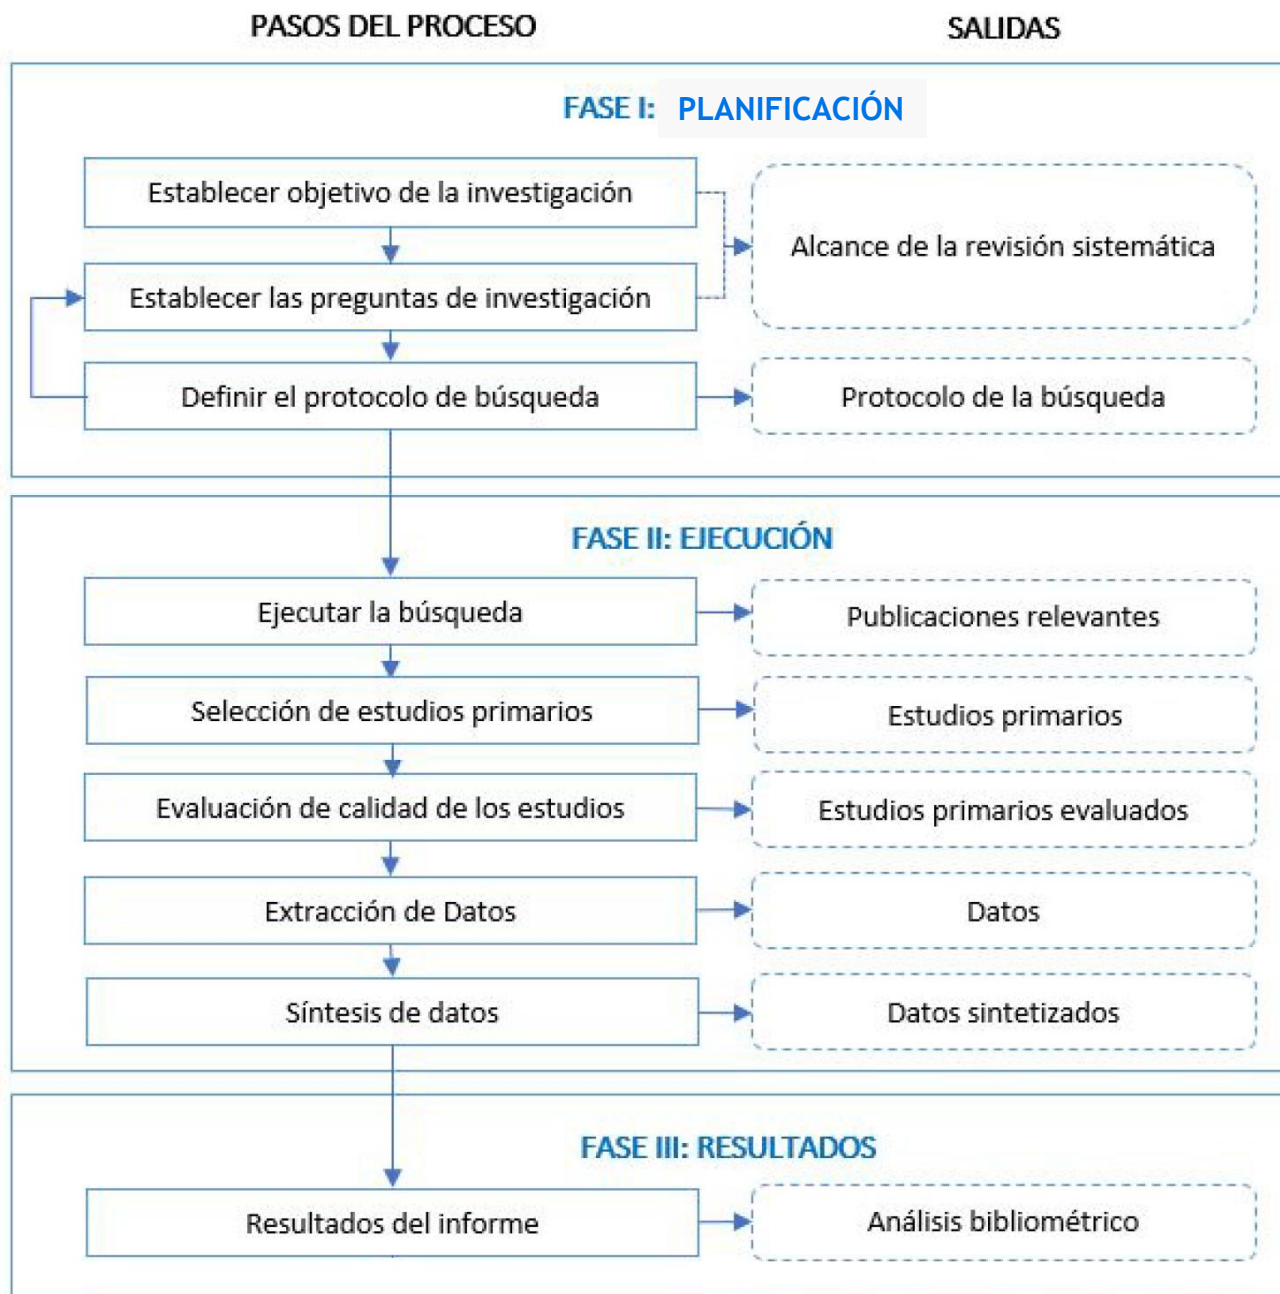 PASOS DEL PROCESO
SALIDAS
FASE I: PLANIFICACIÓN
Establecer objetivo de la investigación
Alcance de la revisión sistemática
Establecer las preguntas de investigación
Definir el protocolo de búsqueda
Protocolo de la búsqueda
FASE II: EJECUCIÓN
Ejecutar la búsqueda
Publicaciones relevantes
Selección de estudios primarios
Estudios primarios
Evaluación de calidad de los estudios
Estudios primarios evaluados
Extracción de Datos
Datos
Síntesis de datos
Datos sintetizados
FASE III: RESULTADOS
Resultados del informe
Análisis bibliométrico